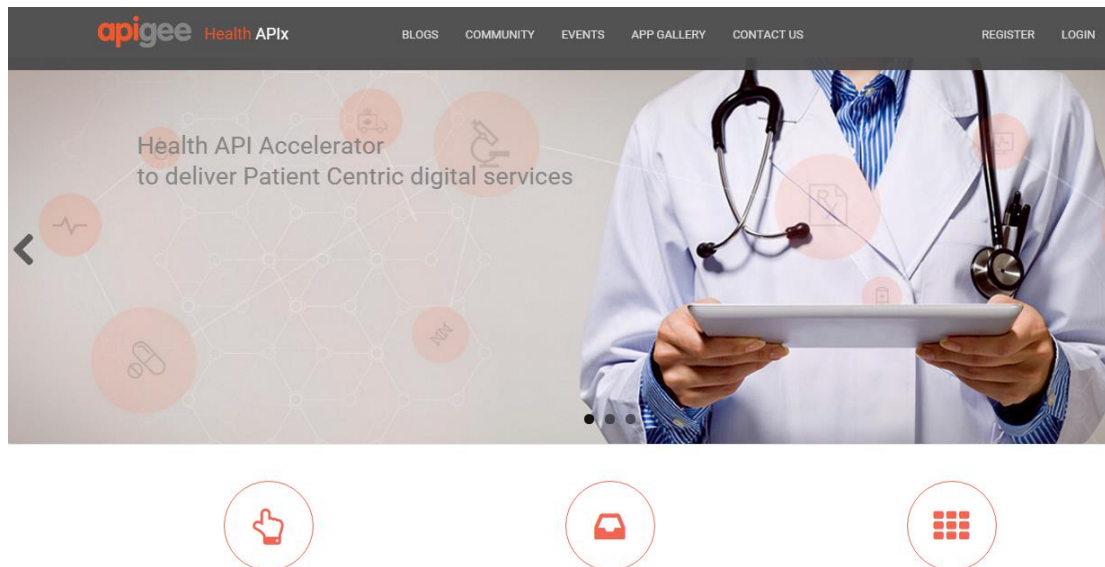 apigee Health APIx BLOGS COMMUNITY EVENTS APP GALLERY CONTACT US REGISTER LOGIN
Health API Accelerator
to deliver Patient Centric digital services